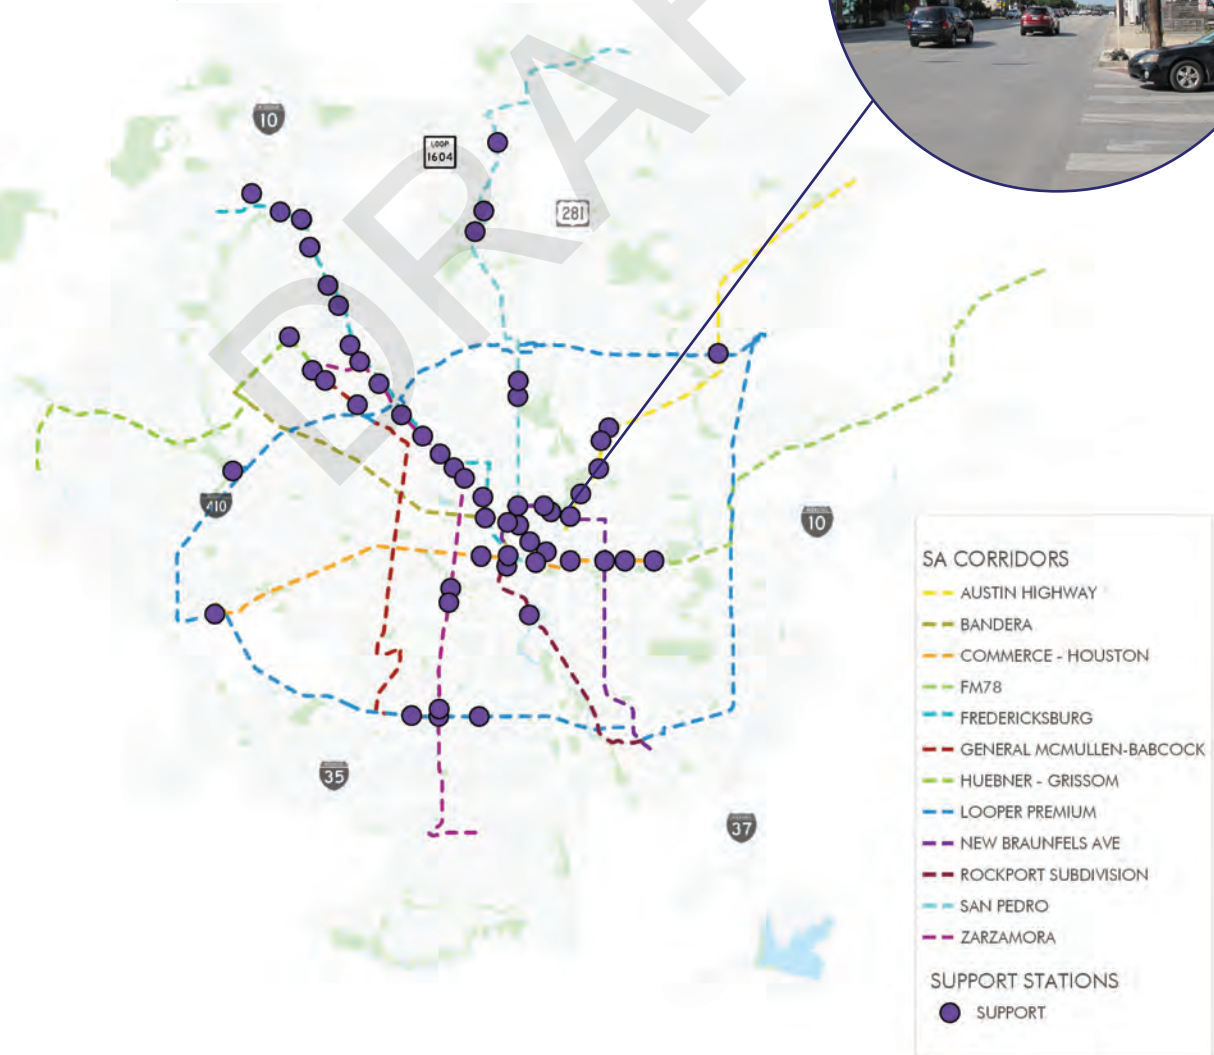 DRAF
10
LOOP
1604
281
410
10
35
37
SA CORRIDORS
AUSTIN HIGHWAY
BANDERA
COMMERCE - HOUSTON
FM78
FREDERICKSBURG
GENERAL MCMULLEN-BABCOCK
HUEBNER - GRISSOM
LOOPER PREMIUM
NEW BRAUNFELS AVE
ROCKPORT SUBDIVISION
SAN PEDRO
ZARZAMORA
SUPPORT STATIONS
SUPPORT